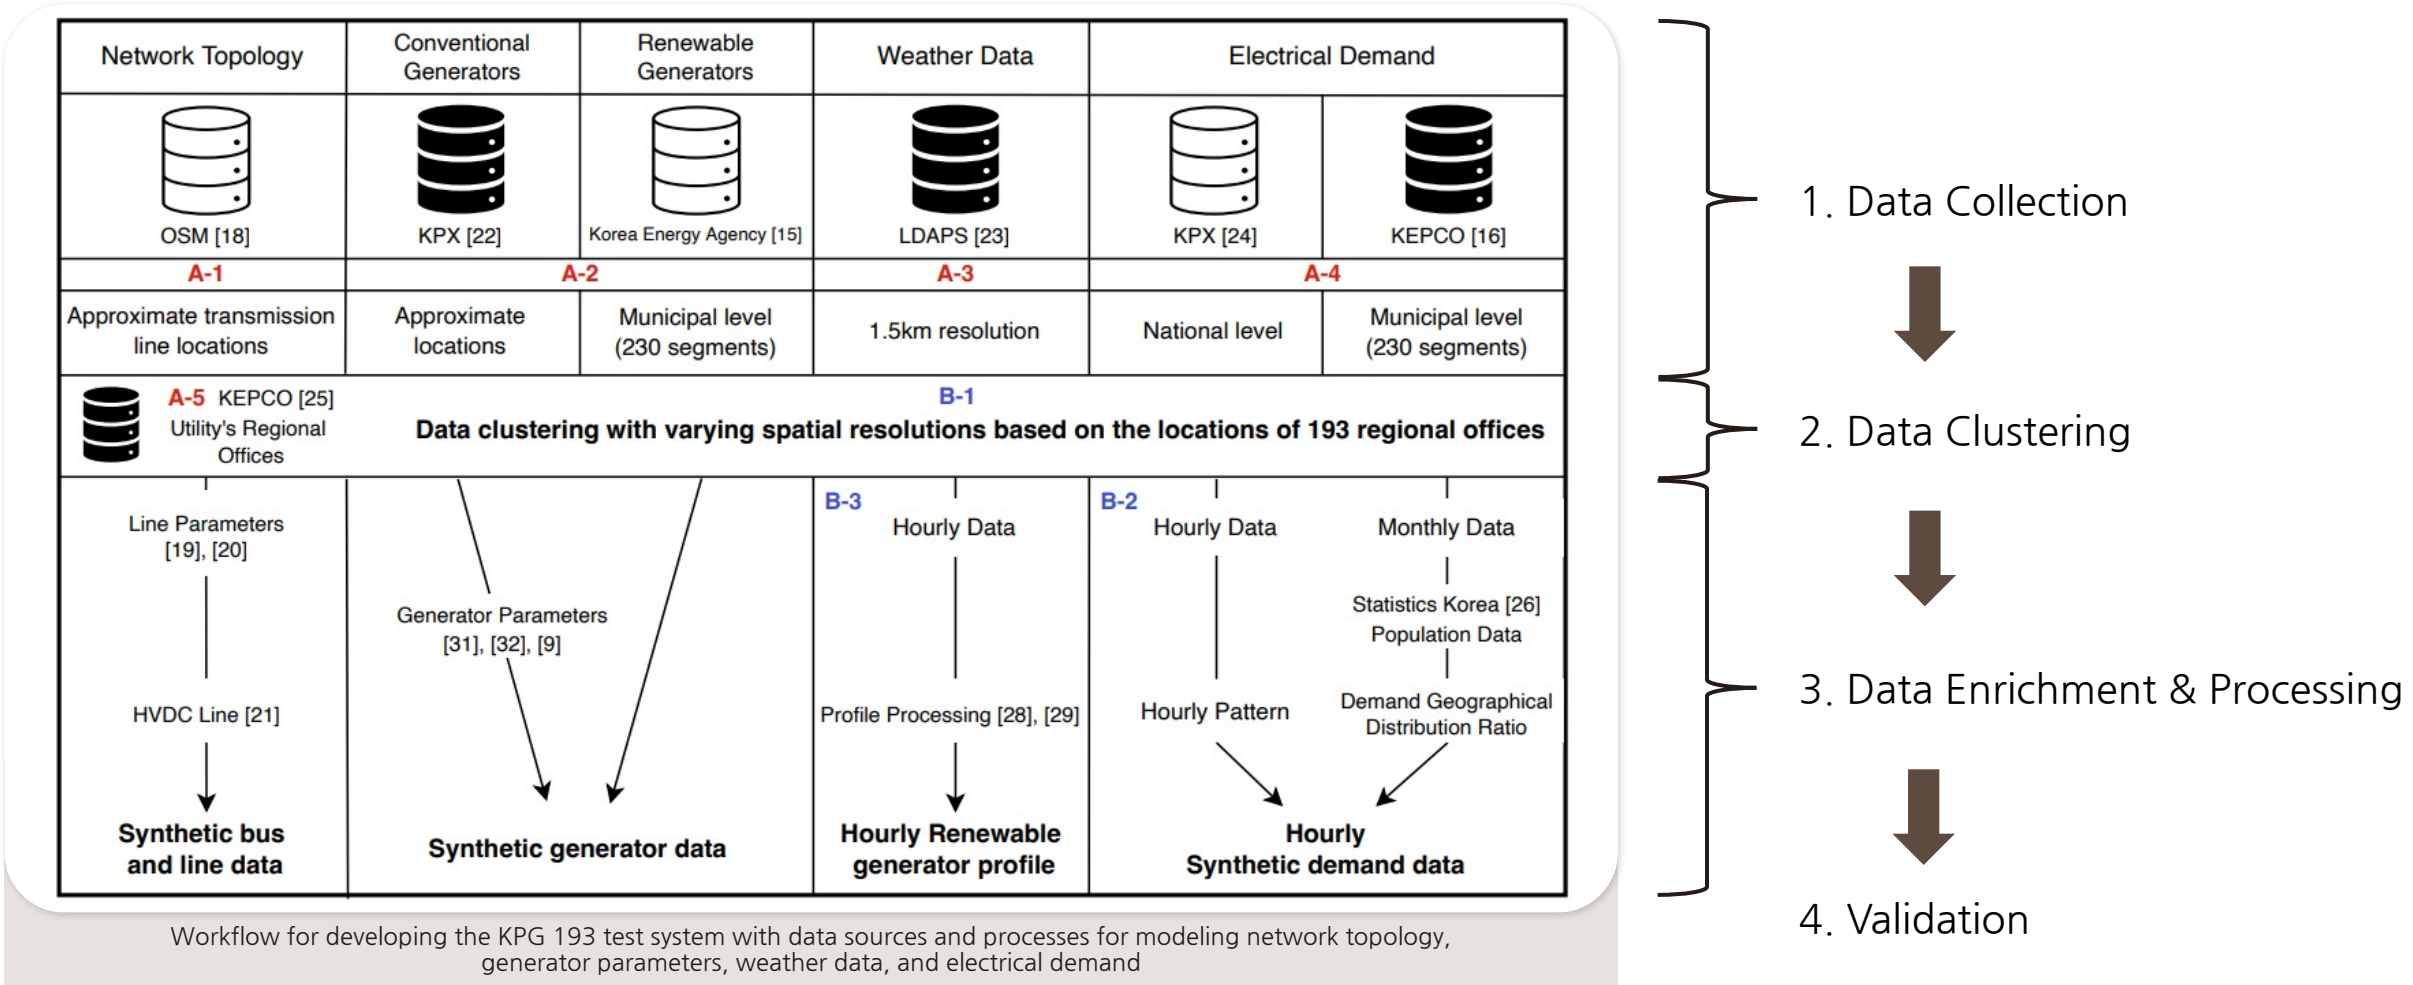 Network Topology
Conventional
Generators
Renewable
Generators
Weather Data
Electrical Demand
OSM [18]
KPX [22]
Korea Energy Agency [15]
LDAPS [23]
KPX [24]
KEPCO [16]
A-1
A-2
A-3
A-4
Approximate transmission
line locations
Approximate
locations
Municipal level
(230 segments)
1.5km resolution
National level
Municipal level
(230 segments)
A-5 KEPCO [25]
Utility's Regional
Offices
B-1
Data clustering with varying spatial resolutions based on the locations of 193 regional offices
Line Parameters
[19], [20]
HVDC Line [21]
Synthetic bus
and line data
Generator Parameters
[31], [32], [9]
Synthetic generator data
B-3
Hourly Data
Profile Processing [28], [29]
Hourly Renewable
generator profile
B-2
Hourly Data
Hourly Pattern
Monthly Data
Statistics Korea [26]
Population Data
Demand Geographical
Distribution Ratio
Hourly
Synthetic demand data
Workflow for developing the KPG 193 test system with data sources and processes for modeling network topology,
generator parameters, weather data, and electrical demand
1. Data Collection
2. Data Clustering
3. Data Enrichment & Processing
4. Validation